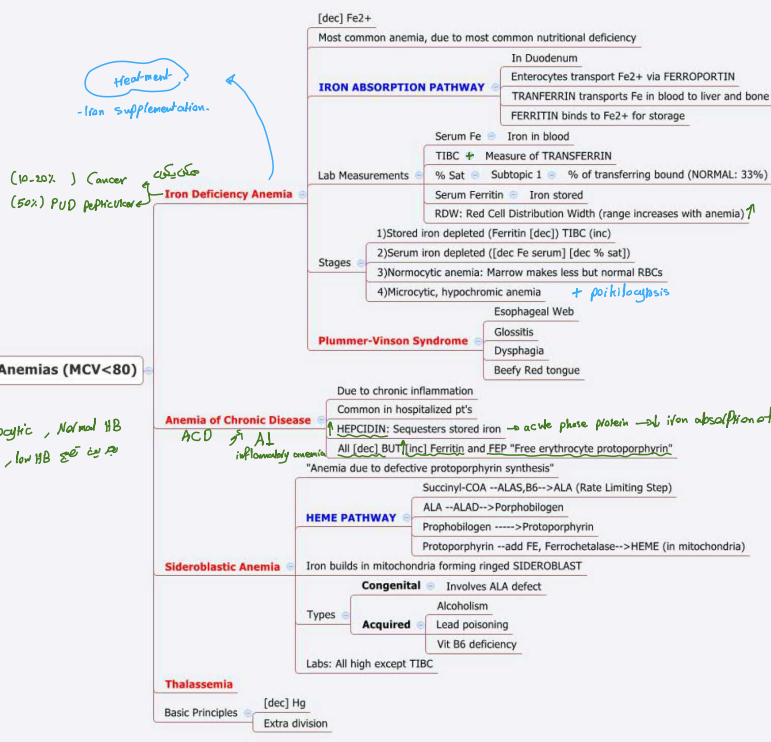 [dec] Fe2+
Most common anemia, due to most common nutritional deficiency
In Duodenum
IRON ABSORPTION PATHWAY
Enterocytes transport Fe2+ via FERROPORTIN
TRANFERRIN transports Fe in blood to liver and bone
FERRITIN binds to Fe2+ for storage
treatment
-Iron supplementation.
Serum Fe Iron in blood
TIBC + Measure of TRANSFERRIN
Lab Measurements
% Sat Subtopic 1 % of transferring bound (NORMAL: 33%)
Serum Ferritin Iron stored
RDW: Red Cell Distribution Width (range increases with anemia) ↑
(10-20% ) Cancer
(50%) PUD
Iron Deficiency Anemia
1)Stored iron depleted (Ferritin [dec]) TIBC (inc)
Stages
2)Serum iron depleted ([dec Fe serum] [dec % sat])
3)Normocytic anemia: Marrow makes less but normal RBCs
4)Microcytic, hypochromic anemia + poikilocytosis
Esophageal Web
Plummer-Vinson Syndrome
Glossitis
Dysphagia
Beefy Red tongue
Anemias (MCV<80)
Due to chronic inflammation
Common in hospitalized pt's
Anemia of Chronic Disease
↑ HEPCIDIN: Sequesters stored iron → acute phase protein →↓ iron absorption
ACD AI
inflamatory anemia
All [dec] BUT ↑ [inc] Ferritin and FEP "Free erythrocyte protoporphyrin"
, Normal HB
, low HB
"Anemia due to defective protoporphyrin synthesis"
HEME PATHWAY
Succinyl-COA --ALAS,B6-->ALA (Rate Limiting Step)
ALA --ALAD-->Porphobilogen
Prophobilogen ----->Protoporphyrin
Protoporphyrin --add FE, Ferrochetalase-->HEME (in mitochondria)
Sideroblastic Anemia
Iron builds in mitochondria forming ringed SIDEROBLAST
Types
Congenital Involves ALA defect
Acquired
Alcoholism
Lead poisoning
Vit B6 deficiency
Labs: All high except TIBC
Thalassemia
Basic Principles
[dec] Hg
Extra division